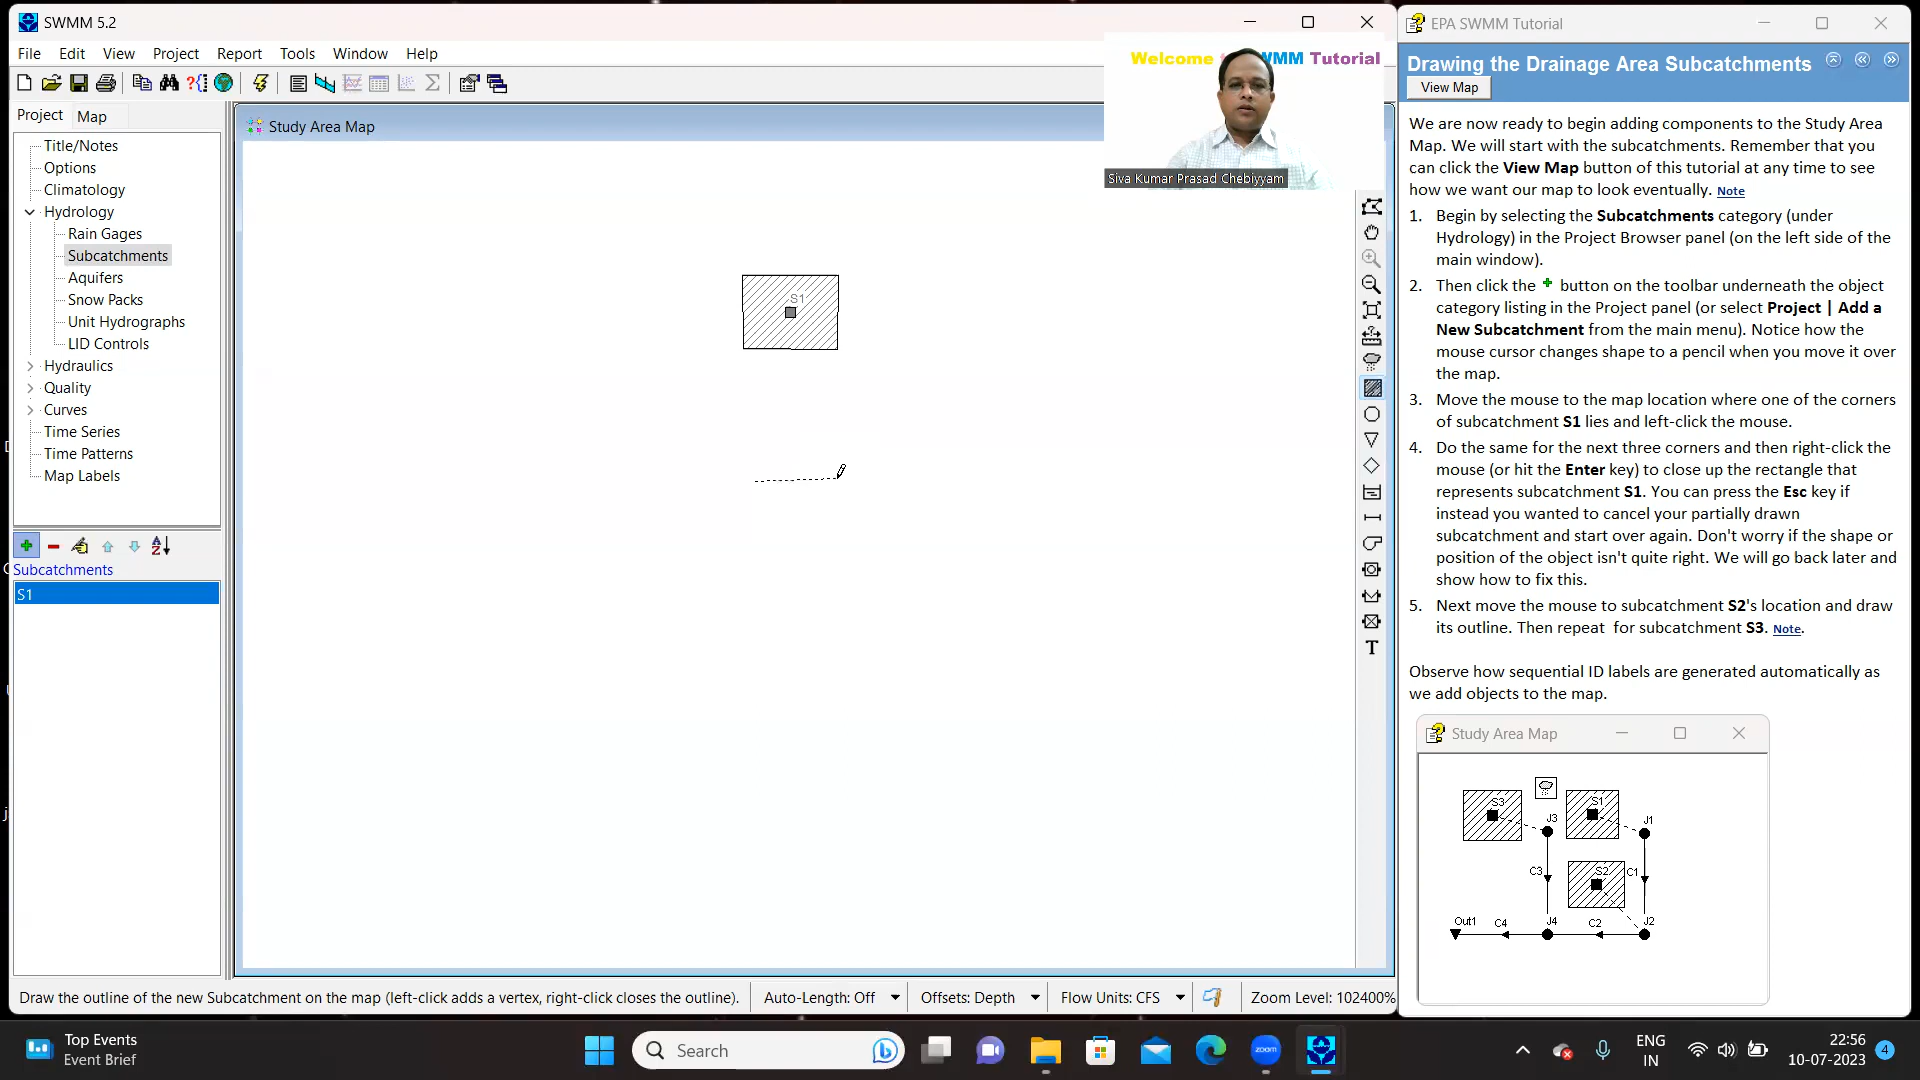 SWMM 5.2
File Edit View Project Report Tools Window Help
Project Map
Title/Notes
Options
Climatology
Hydrology
Rain Gages
Subcatchments
Aquifers
Snow Packs
Unit Hydrographs
LID Controls
Hydraulics
Quality
Curves
Time Series
Time Patterns
Map Labels
Subcatchments
S1
Study Area Map
S1
Welcome
Tutorial
Siva Kumar Prasad Chebiyyam
Draw the outline of the new Subcatchment on the map (left-click adds a vertex, right-click closes the outline).
Auto-Length: Off Offsets: Depth Flow Units: CFS Zoom Level: 102400%
EPA SWMM Tutorial
Drawing the Drainage Area Subcatchments
View Map
We are now ready to begin adding components to the Study Area
Map. We will start with the subcatchments. Remember that you
can click the View Map button of this tutorial at any time to see
how we want our map to look eventually. Note
1. Begin by selecting the Subcatchments category (under
Hydrology) in the Project Browser panel (on the left side of the
main window).
2. Then click the button on the toolbar underneath the object
category listing in the Project panel (or select Project | Add a
New Subcatchment from the main menu). Notice how the
mouse cursor changes shape to a pencil when you move it over
the map.
3. Move the mouse to the map location where one of the corners
of subcatchment S1 lies and left-click the mouse.
4. Do the same for the next three corners and then right-click the
mouse (or hit the Enter key) to close up the rectangle that
represents subcatchment S1. You can press the Esc key if
instead you wanted to cancel your partially drawn
subcatchment and start over again. Don't worry if the shape or
position of the object isn't quite right. We will go back later and
show how to fix this.
5. Next move the mouse to subcatchment S2's location and draw
its outline. Then repeat for subcatchment S3. Note.
Observe how sequential ID labels are generated automatically as
we add objects to the map.
Study Area Map
S3 S1
J3 J1
C3 S2 C1
Out1 C4 J4 C2 J2
Top Events
Event Brief
Search
zoom
ENG
IN
22:56
10-07-2023
4